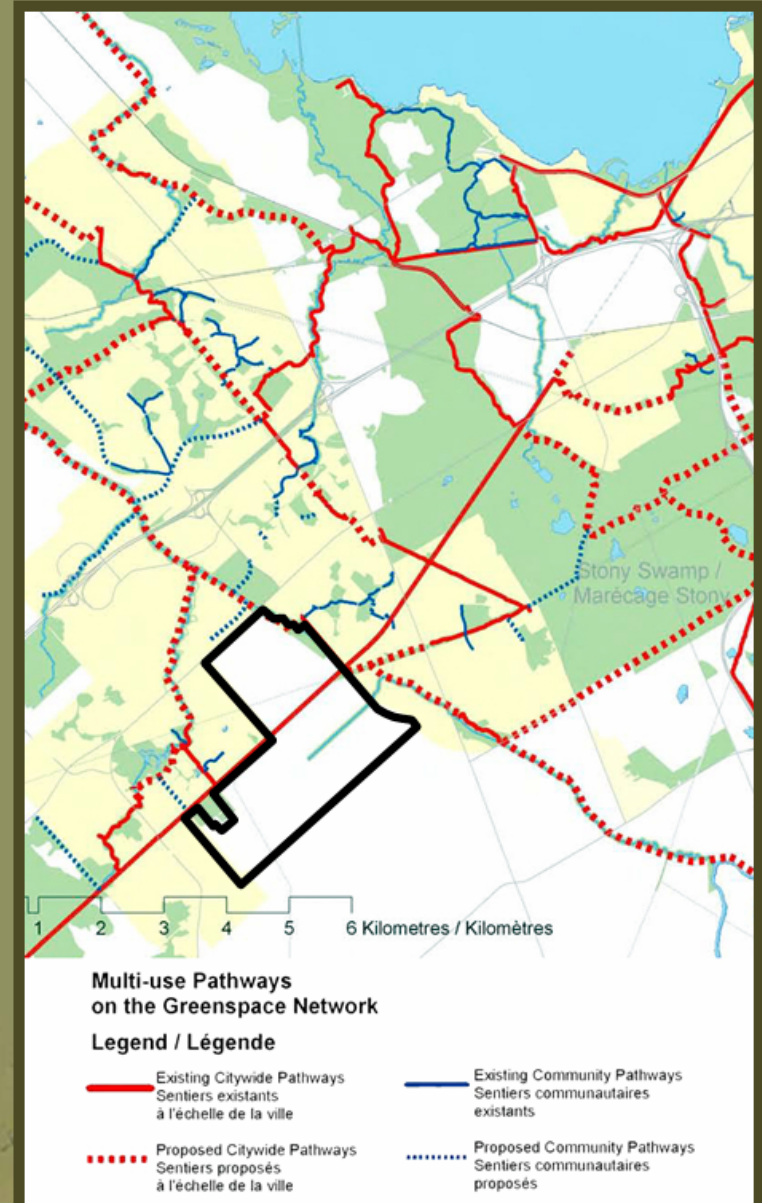 Stony Swamp /
Marécage Stony
1 2 3 4 5 6 Kilometres / Kilomètres
Multi-use Pathways
on the Greenspace Network
Legend / Légende
Existing Citywide Pathways
Sentiers existants
à l'échelle de la ville
Existing Community Pathways
Sentiers communautaires
existants
Proposed Citywide Pathways
Sentiers proposés
à l'échelle de la ville
Proposed Community Pathways
Sentiers communautaires
proposés